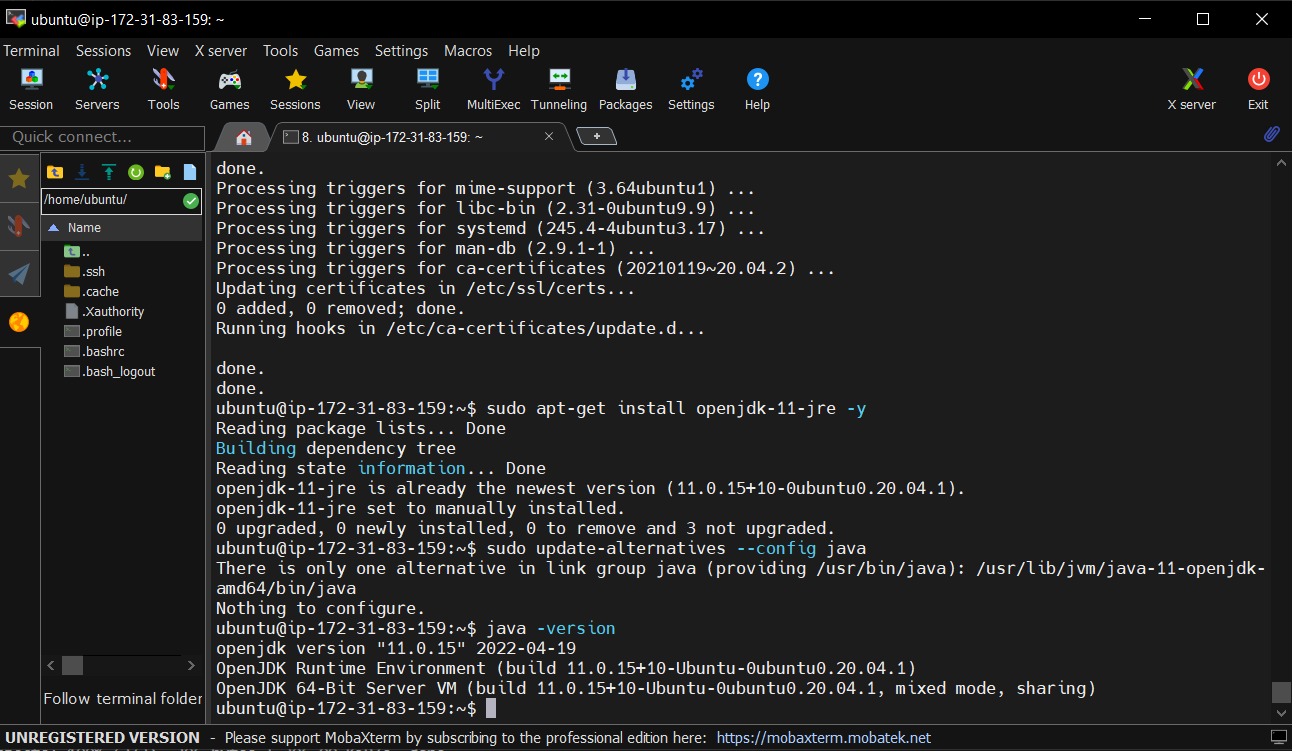 ubuntu@ip-172-31-83-159: ~
Terminal Sessions View X server Tools Games Settings Macros Help
Session Servers Tools Games Sessions View Split MultiExec Tunneling Packages Settings Help X server Exit
Quick connect...
8. ubuntu@ip-172-31-83-159: ~
/home/ubuntu/
Name
..
.ssh
.cache
.Xauthority
.profile
.bashrc
.bash_logout
Follow terminal folder
done.
Processing triggers for mime-support (3.64ubuntu1) ...
Processing triggers for libc-bin (2.31-0ubuntu9.9) ...
Processing triggers for systemd (245.4-4ubuntu3.17) ...
Processing triggers for man-db (2.9.1-1) ...
Processing triggers for ca-certificates (20210119~20.04.2) ...
Updating certificates in /etc/ssl/certs...
0 added, 0 removed; done.
Running hooks in /etc/ca-certificates/update.d...
done.
done.
ubuntu@ip-172-31-83-159:~$ sudo apt-get install openjdk-11-jre -y
Reading package lists... Done
Building dependency tree
Reading state information... Done
openjdk-11-jre is already the newest version (11.0.15+10-0ubuntu0.20.04.1).
openjdk-11-jre set to manually installed.
0 upgraded, 0 newly installed, 0 to remove and 3 not upgraded.
ubuntu@ip-172-31-83-159:~$ sudo update-alternatives --config java
There is only one alternative in link group java (providing /usr/bin/java): /usr/lib/jvm/java-11-openjdk-
amd64/bin/java
Nothing to configure.
ubuntu@ip-172-31-83-159:~$ java -version
openjdk version "11.0.15" 2022-04-19
OpenJDK Runtime Environment (build 11.0.15+10-Ubuntu-0ubuntu0.20.04.1)
OpenJDK 64-Bit Server VM (build 11.0.15+10-Ubuntu-0ubuntu0.20.04.1, mixed mode, sharing)
ubuntu@ip-172-31-83-159:~$
UNREGISTERED VERSION - Please support MobaXterm by subscribing to the professional edition here: https://mobaxterm.mobatek.net